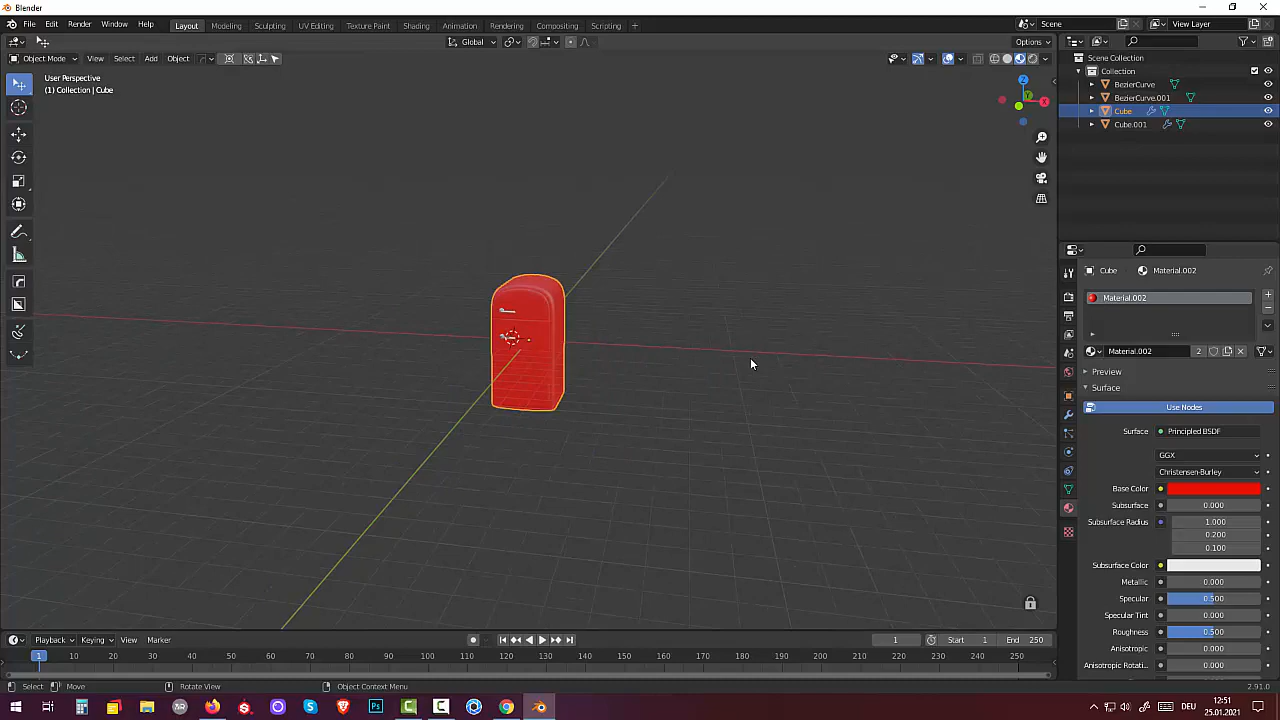 Blender
File Edit Render Window Help Layout Modeling Sculpting UV Editing Texture Paint Shading Animation Rendering Compositing Scripting + Scene View Layer
Global Options
Object Mode View Select Add Object
User Perspective
(1) Collection | Cube
Scene Collection
Collection
BezierCurve
BezierCurve.001
Cube
Cube.001
Z
Y
X
Cube Material.002
Material.002
Material.002 2
Preview
Surface
Use Nodes
Surface Principled BSDF
GGX
Christensen-Burley
Base Color
Subsurface 0.000
Subsurface Radius 1.000
0.200
0.100
Subsurface Color
Metallic 0.000
Specular 0.500
Specular Tint 0.000
Roughness 0.500
Anisotropic 0.000
Anisotropic Rotati... 0.000
Playback Keying View Marker 1 Start 1 End 250
1 10 20 30 40 50 60 70 80 90 100 110 120 130 140 150 160 170 180 190 200 210 220 230 240 250
Select Move Rotate View Object Context Menu 2.91.0
DEU
12:51
25.01.2021